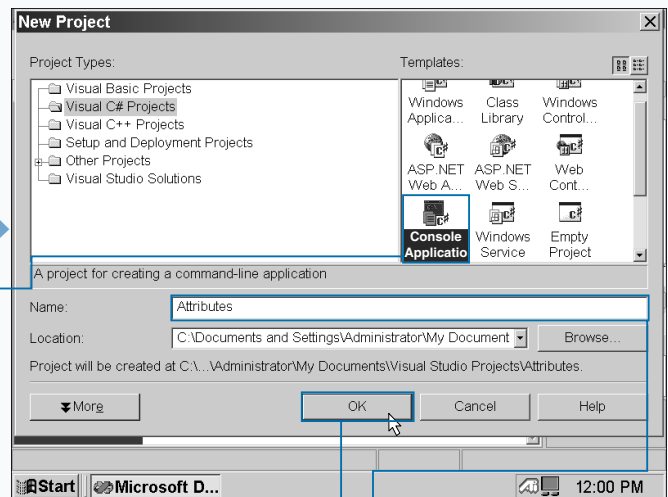 New Project
Project Types:
Templates:
Visual Basic Projects
Visual C# Projects
Visual C++ Projects
Setup and Deployment Projects
Other Projects
Visual Studio Solutions
Windows Applica...
Class Library
Windows Control...
ASP.NET Web A...
ASP.NET Web S...
Web Cont...
Console Applicatio
Windows Service
Empty Project
A project for creating a command-line application
Name:
Attributes
Location:
C:\Documents and Settings\Administrator\My Document
Browse...
Project will be created at C:\...\Administrator\My Documents\Visual Studio Projects\Attributes.
More
OK
Cancel
Help
Start
Microsoft D...
12:00 PM